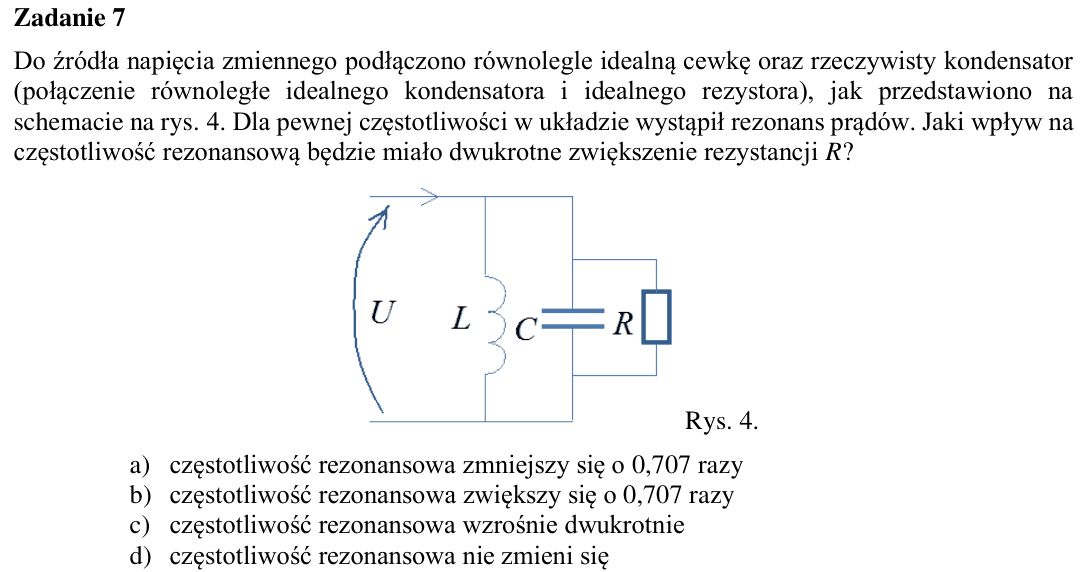 Zadanie 7
Do źródła napięcia zmiennego podłączono równolegle idealną cewkę oraz rzeczywisty kondensator
(połączenie równoległe idealnego kondensatora i idealnego rezystora), jak przedstawiono na
schemacie na rys. 4. Dla pewnej częstotliwości w układzie wystąpił rezonans prądów. Jaki wpływ na
częstotliwość rezonansową będzie miało dwukrotne zwiększenie rezystancji R?
U L C R
Rys. 4.
a) częstotliwość rezonansowa zmniejszy się o 0,707 razy
b) częstotliwość rezonansowa zwiększy się o 0,707 razy
c) częstotliwość rezonansowa wzrośnie dwukrotnie
d) częstotliwość rezonansowa nie zmieni się